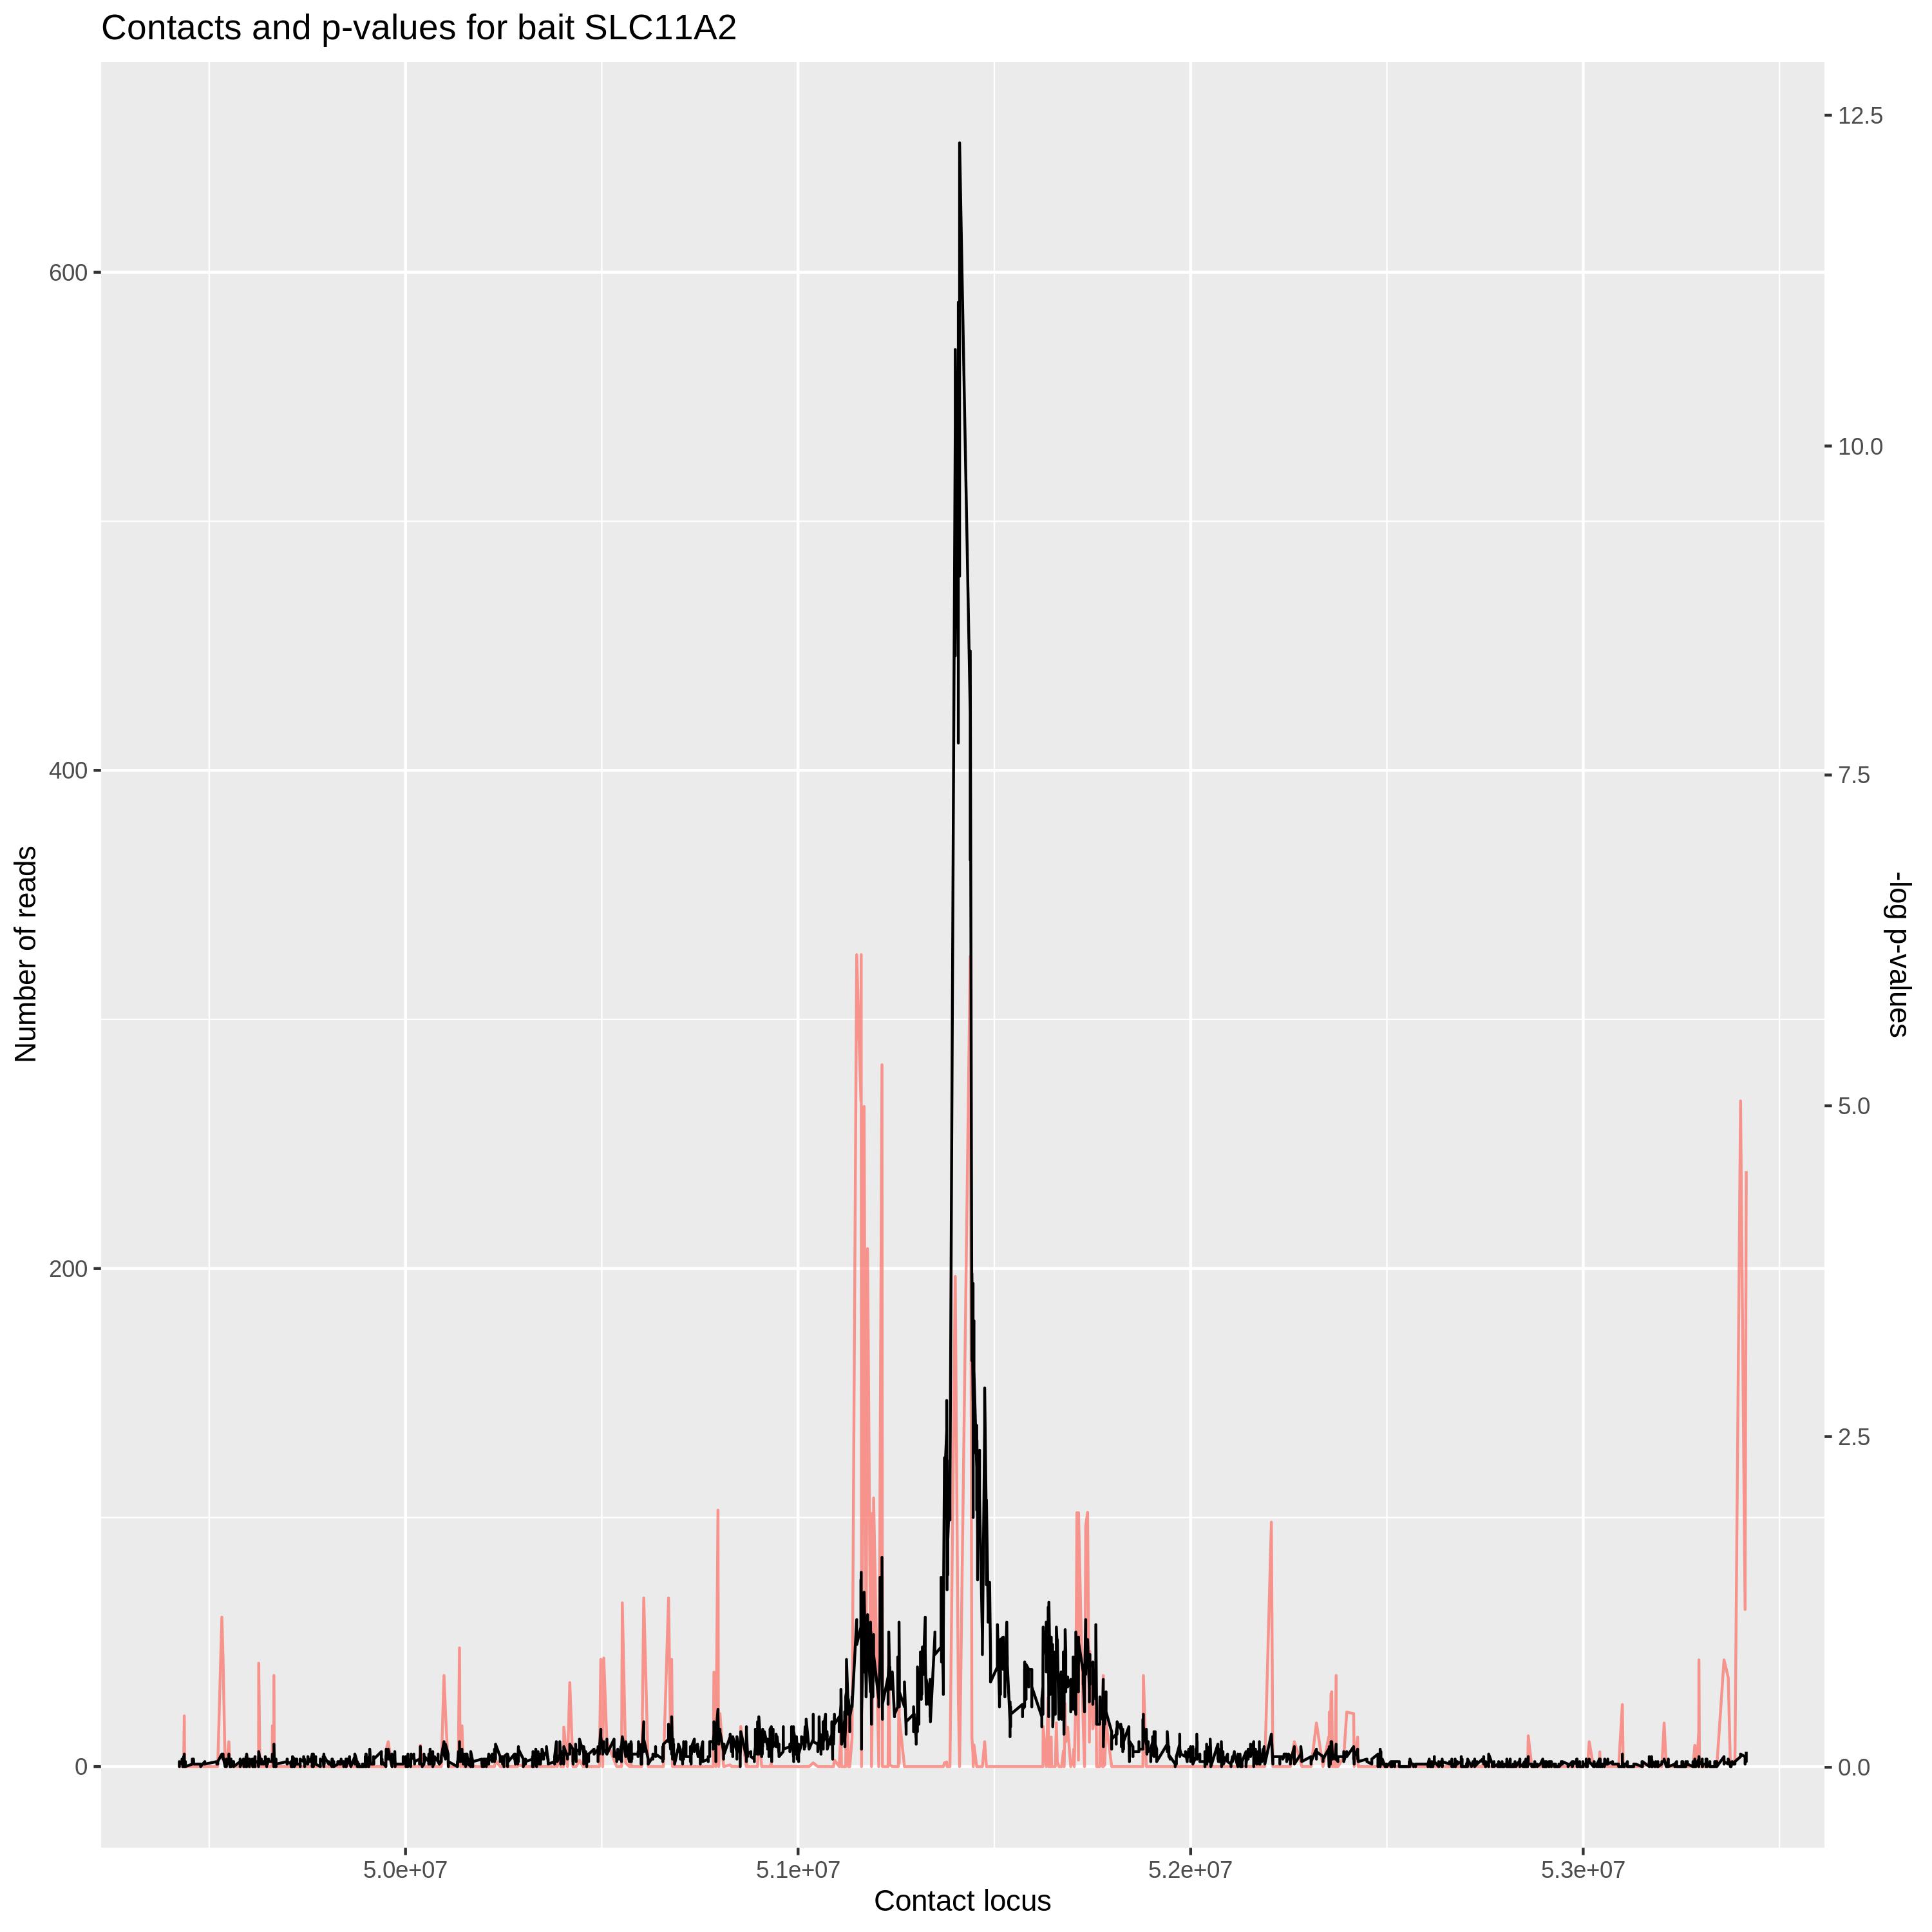 Contacts and p-values for bait SLC11A2
12.5
600
10.0
400
7.5
Number of reads
-log p-values
5.0
200
2.5
0
0.0
5.0e+07
5.1e+07
5.2e+07
5.3e+07
Contact locus